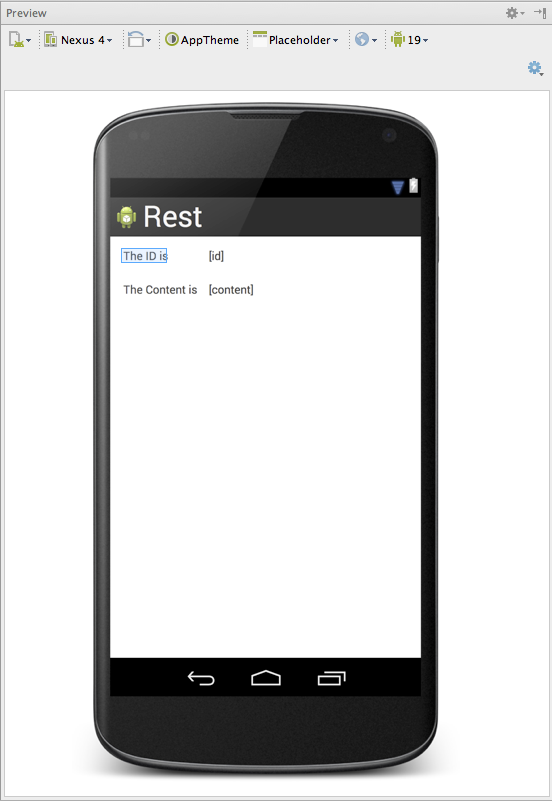 Preview
Nexus 4 AppTheme Placeholder 19
Rest
The ID is [id]
The Content is [content]